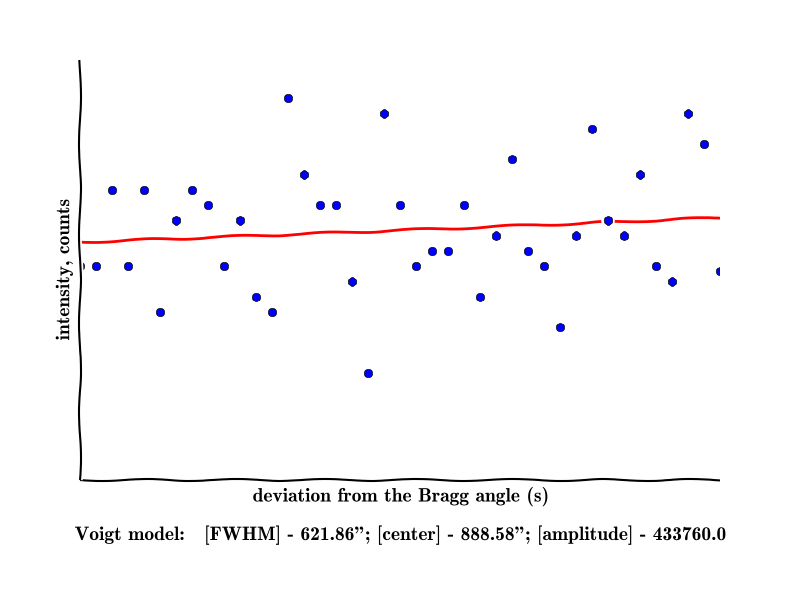 intensity, counts
deviation from the Bragg angle (s)
Voigt model: [FWHM] - 621.86”; [center] - 888.58”; [amplitude] - 433760.0